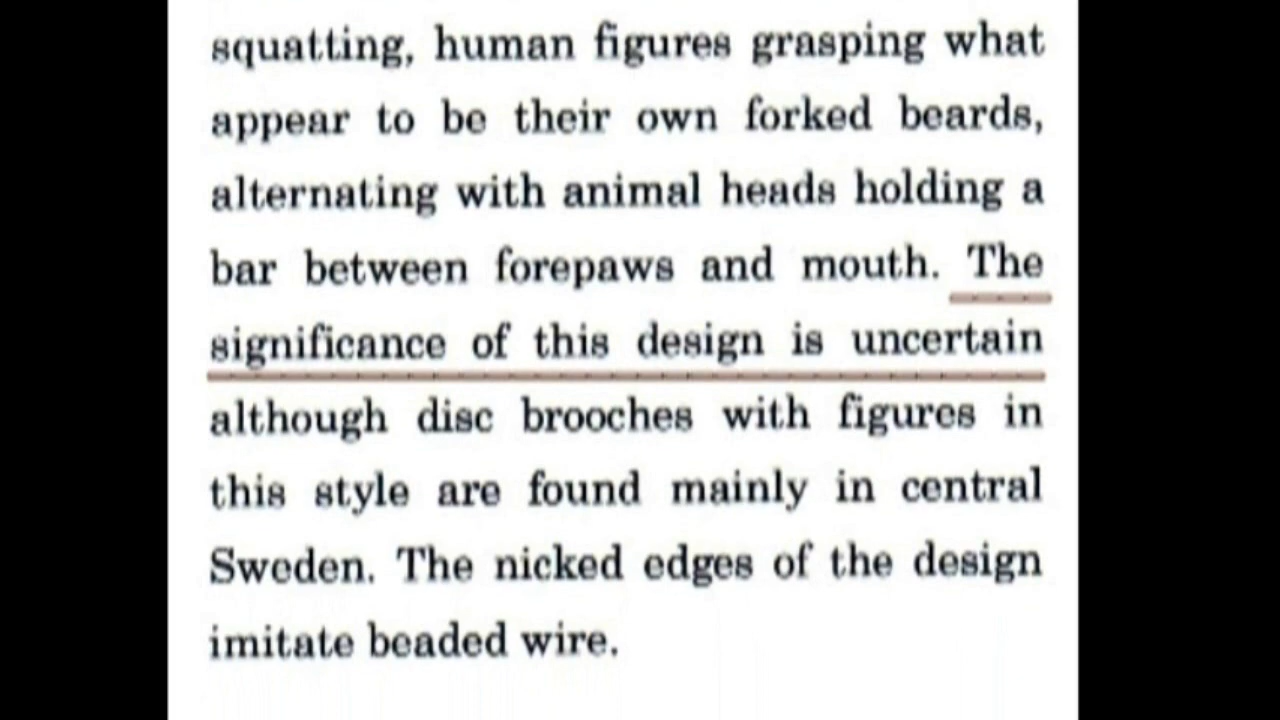 squatting, human figures grasping what
appear to be their own forked beards,
alternating with animal heads holding a
bar between forepaws and mouth. The
significance of this design is uncertain
although disc brooches with figures in
this style are found mainly in central
Sweden. The nicked edges of the design
imitate beaded wire.